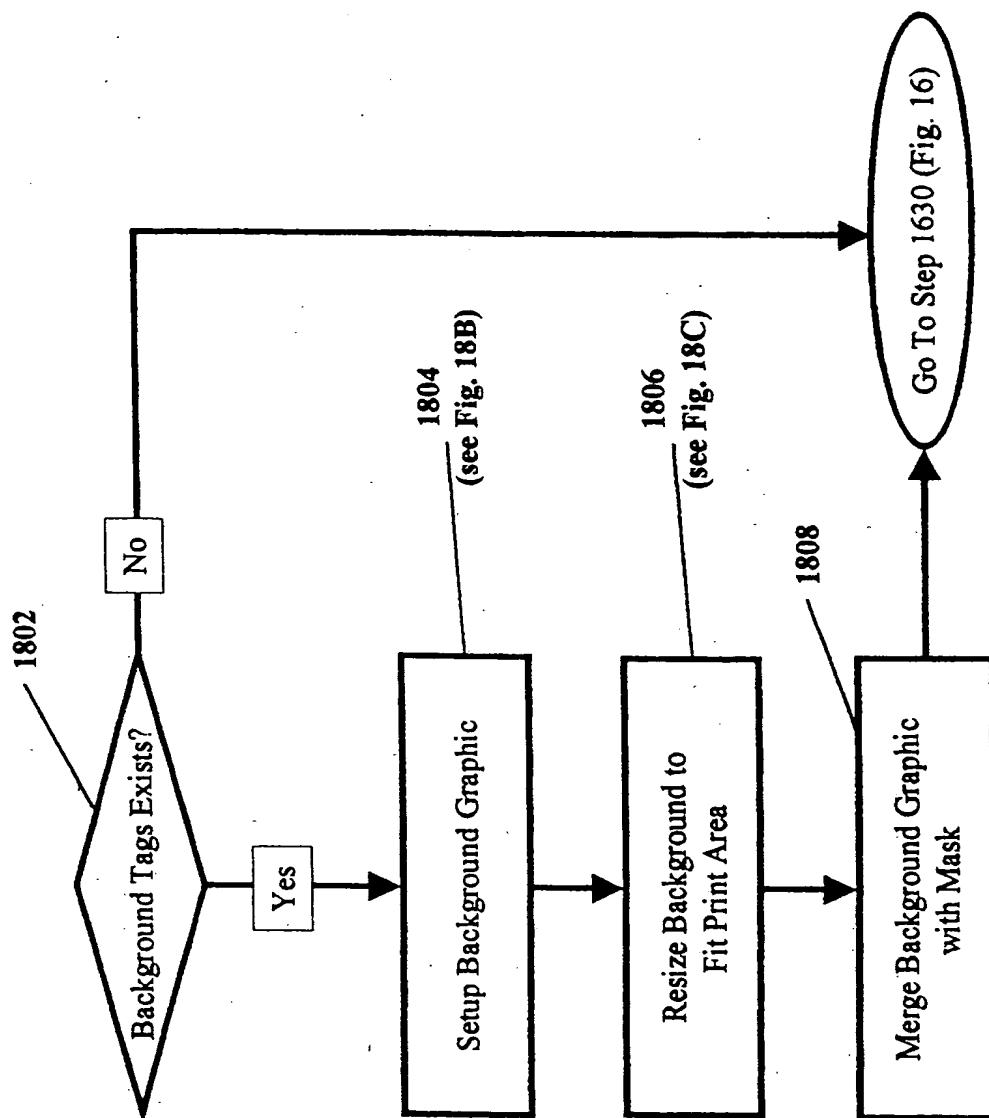 1802
Background Tags Exists?
No
Yes
1804
(see Fig. 18B)
Setup Background Graphic
1806
(see Fig. 18C)
Resize Background to
Fit Print Area
1808
Merge Background Graphic
with Mask
Go To Step 1630 (Fig. 16)